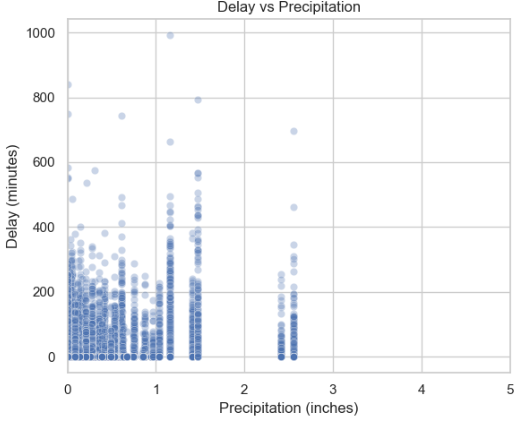 Delay vs Precipitation
1000
800
600
400
200
0
Delay (minutes)
0 1 2 3 4 5
Precipitation (inches)